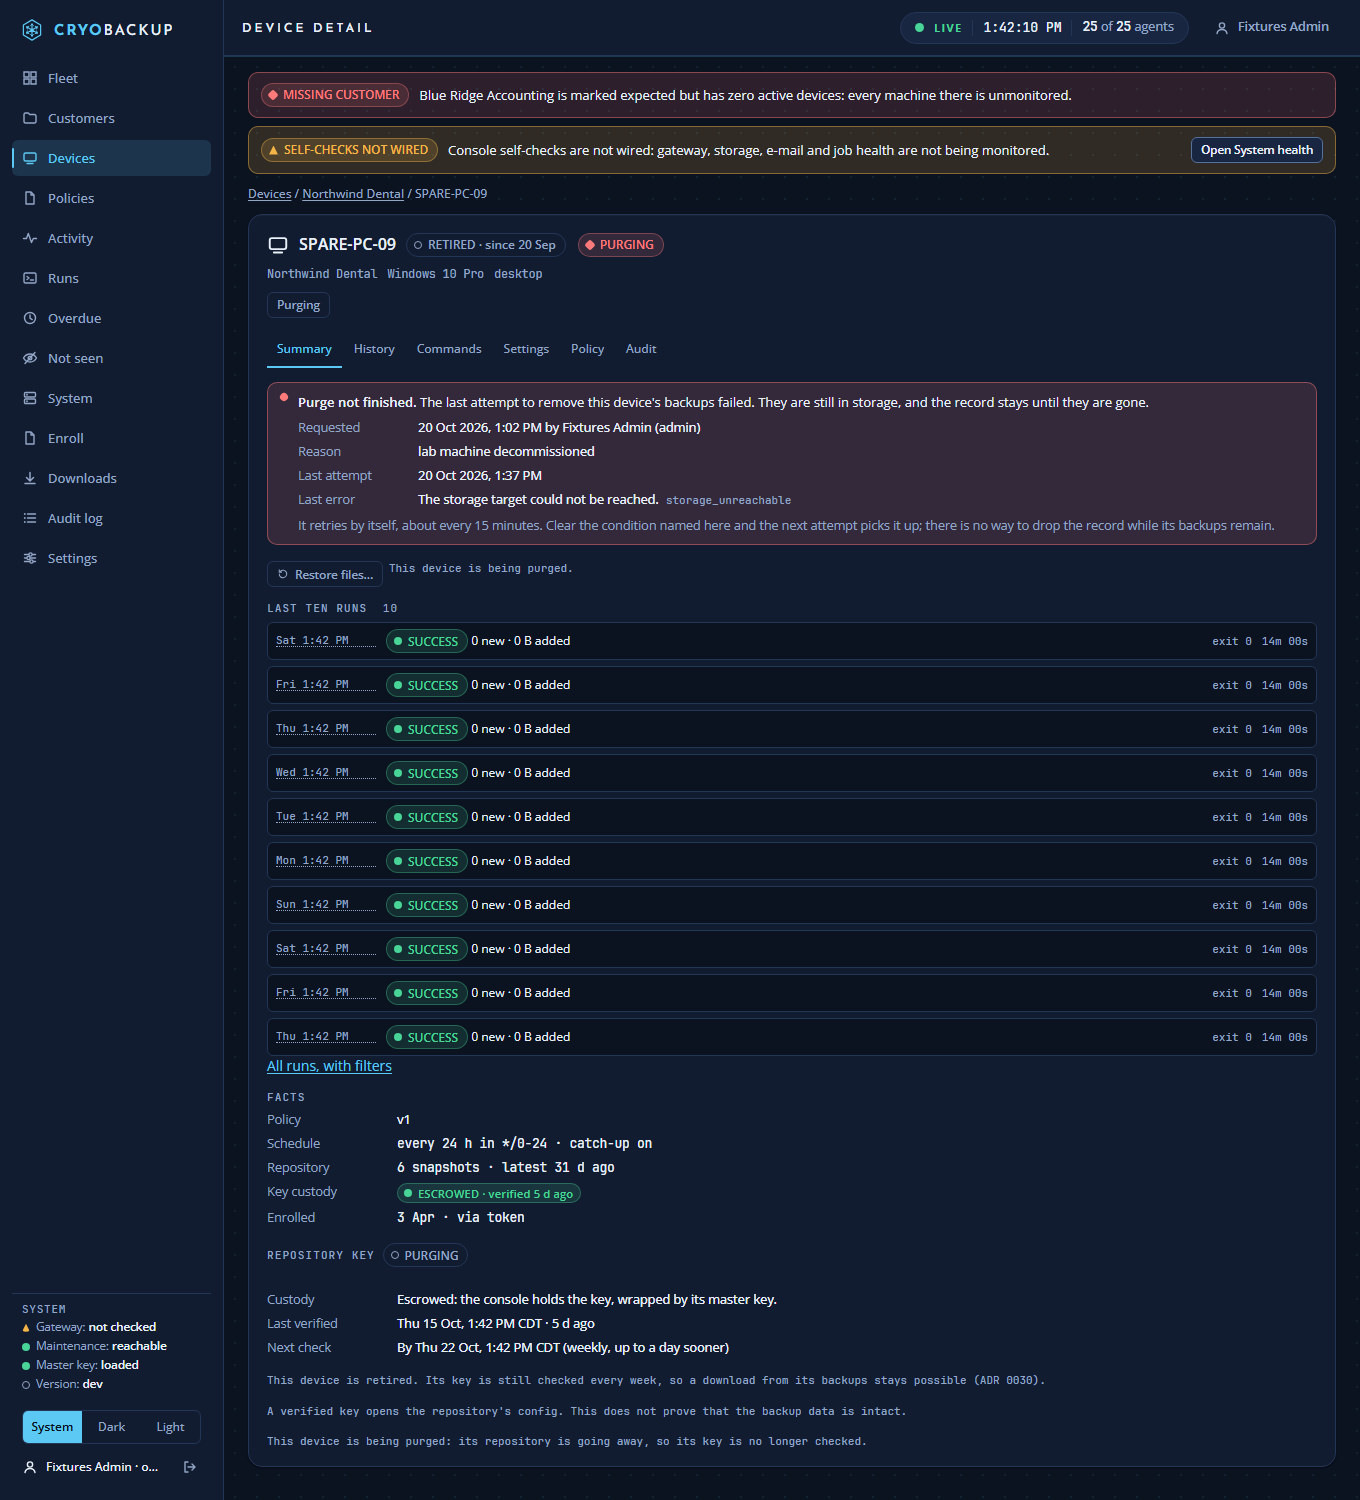 CRYOBACKUP
DEVICE DETAIL
LIVE 1:42:10 PM 25 of 25 agents
Fixtures Admin
Fleet
Customers
Devices
Policies
Activity
Runs
Overdue
Not seen
System
Enroll
Downloads
Audit log
Settings
MISSING CUSTOMER Blue Ridge Accounting is marked expected but has zero active devices: every machine there is unmonitored.
SELF-CHECKS NOT WIRED Console self-checks are not wired: gateway, storage, e-mail and job health are not being monitored. Open System health
Devices / Northwind Dental / SPARE-PC-09
SPARE-PC-09 RETIRED · since 20 Sep PURGING
Northwind Dental Windows 10 Pro desktop
Purging
Summary History Commands Settings Policy Audit
Purge not finished. The last attempt to remove this device's backups failed. They are still in storage, and the record stays until they are gone.
Requested 20 Oct 2026, 1:02 PM by Fixtures Admin (admin)
Reason lab machine decommissioned
Last attempt 20 Oct 2026, 1:37 PM
Last error The storage target could not be reached. storage_unreachable
It retries by itself, about every 15 minutes. Clear the condition named here and the next attempt picks it up; there is no way to drop the record while its backups remain.
Restore files... This device is being purged.
LAST TEN RUNS 10
Sat 1:42 PM SUCCESS 0 new · 0 B added exit 0 14m 00s
Fri 1:42 PM SUCCESS 0 new · 0 B added exit 0 14m 00s
Thu 1:42 PM SUCCESS 0 new · 0 B added exit 0 14m 00s
Wed 1:42 PM SUCCESS 0 new · 0 B added exit 0 14m 00s
Tue 1:42 PM SUCCESS 0 new · 0 B added exit 0 14m 00s
Mon 1:42 PM SUCCESS 0 new · 0 B added exit 0 14m 00s
Sun 1:42 PM SUCCESS 0 new · 0 B added exit 0 14m 00s
Sat 1:42 PM SUCCESS 0 new · 0 B added exit 0 14m 00s
Fri 1:42 PM SUCCESS 0 new · 0 B added exit 0 14m 00s
Thu 1:42 PM SUCCESS 0 new · 0 B added exit 0 14m 00s
All runs, with filters
FACTS
Policy v1
Schedule every 24 h in */0-24 · catch-up on
Repository 6 snapshots · latest 31 d ago
Key custody ESCROWED · verified 5 d ago
Enrolled 3 Apr · via token
REPOSITORY KEY PURGING
Custody Escrowed: the console holds the key, wrapped by its master key.
Last verified Thu 15 Oct, 1:42 PM CDT · 5 d ago
Next check By Thu 22 Oct, 1:42 PM CDT (weekly, up to a day sooner)
This device is retired. Its key is still checked every week, so a download from its backups stays possible (ADR 0030).
A verified key opens the repository's config. This does not prove that the backup data is intact.
This device is being purged: its repository is going away, so its key is no longer checked.
SYSTEM
Gateway: not checked
Maintenance: reachable
Master key: loaded
Version: dev
System Dark Light
Fixtures Admin · o...